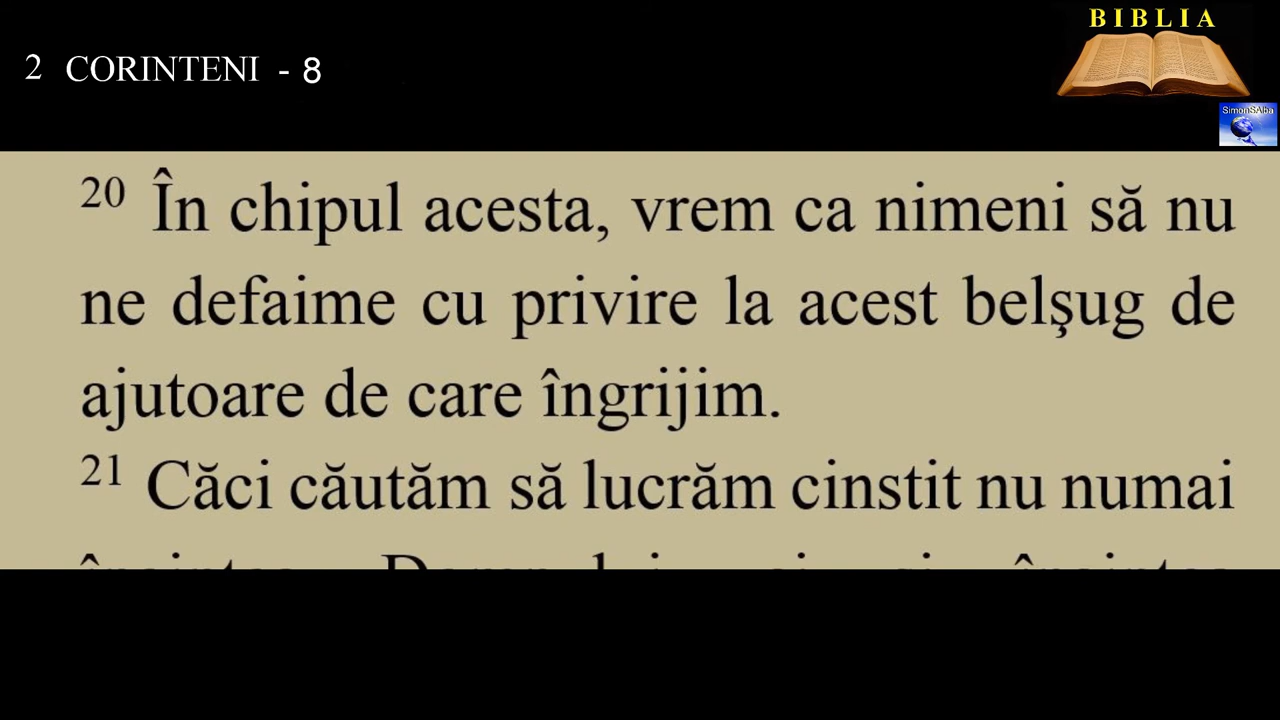 BIBLIA
2 CORINTENI - 8
SimonSAlba
20 În chipul acesta, vrem ca nimeni să nu
ne defaime cu privire la acest belşug de
ajutoare de care îngrijim.
21 Căci căutăm să lucrăm cinstit nu numai